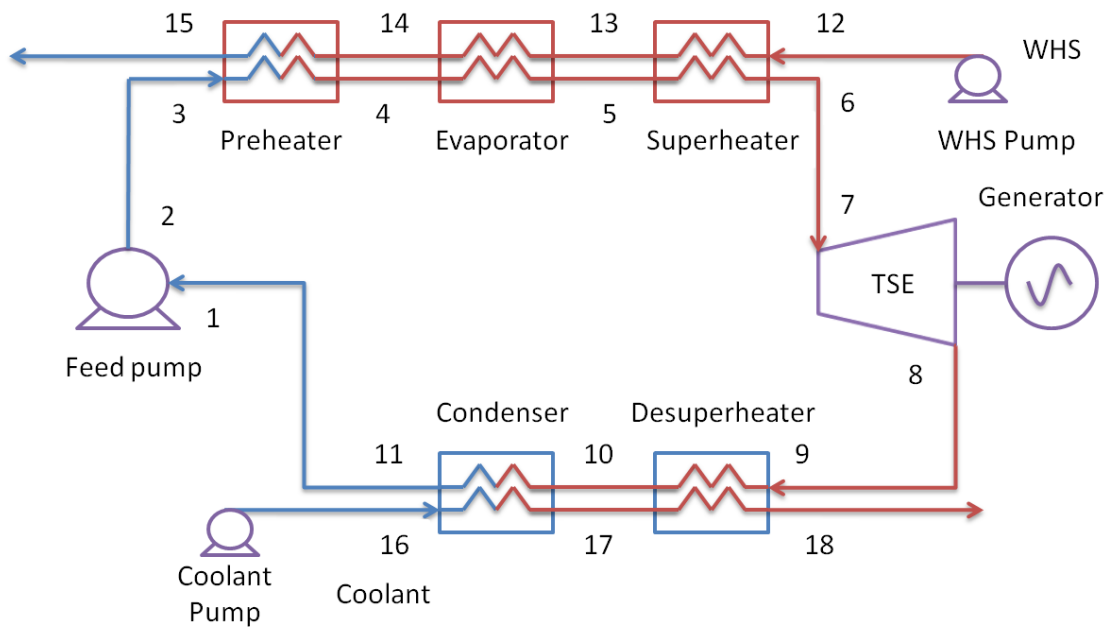 15
14
13
12
WHS
3
4
5
6
Preheater
Evaporator
Superheater
WHS Pump
2
7
Generator
TSE
1
Feed pump
8
Condenser
Desuperheater
11
10
9
16
17
18
Coolant
Pump
Coolant